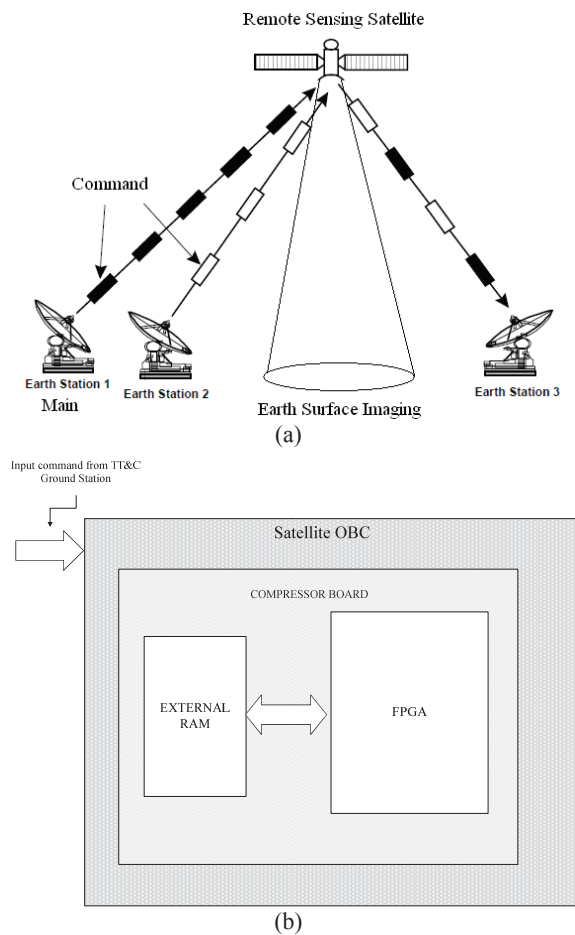 Remote Sensing Satellite
Command
Earth Station 1
Main
Earth Station 2
Earth Surface Imaging
Earth Station 3
(a)
Input command from TT&C
Ground Station
Satellite OBC
COMPRESSOR BOARD
EXTERNAL
RAM
FPGA
(b)